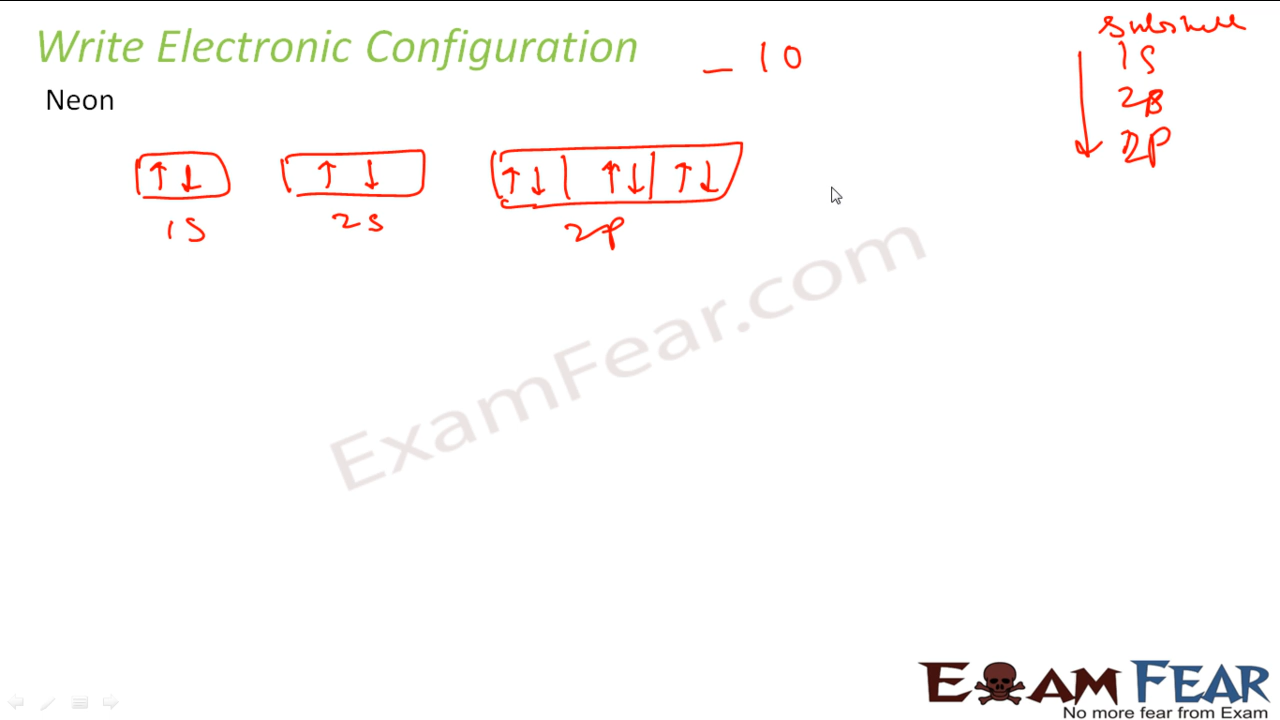 Write Electronic Configuration
– 10
Subshell
1S
2S
2P
Neon
↑↓ ↑↓ ↑↓ | ↑↓ | ↑↓
1S 2S 2P
ExamFear.com
EXAM FEAR
No more fear from Exam